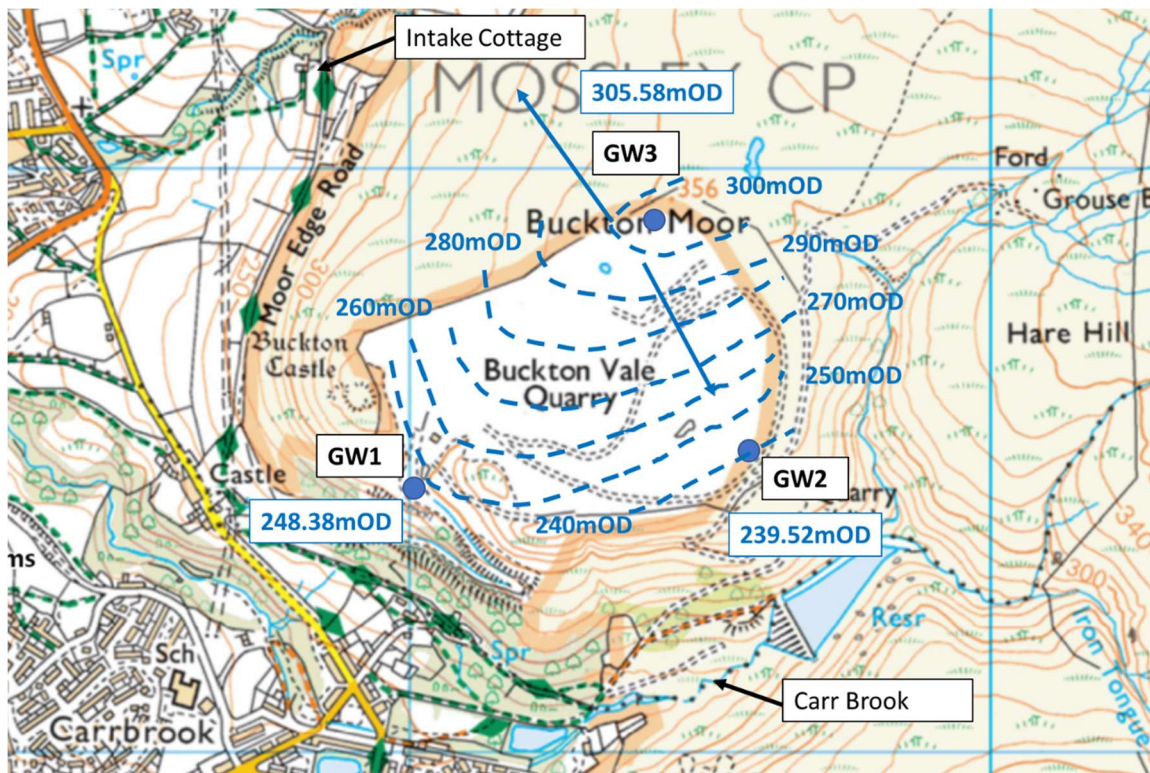 Intake Cottage
Spr
MOSSLEY CP
305.58mOD
GW3
Ford
Grouse B
356
300mOD
Buckton Moor
Moor Edge Road
250
300
280mOD
290mOD
260mOD
270mOD
Hare Hill
Buckton
Castle
Buckton Vale
Quarry
250mOD
GW1
GW2
Castle
arry
248.38mOD
240mOD
239.52mOD
340
300
ms
Resr
Iron Tongue
Sch
Spr
Carr Brook
Carrbrook